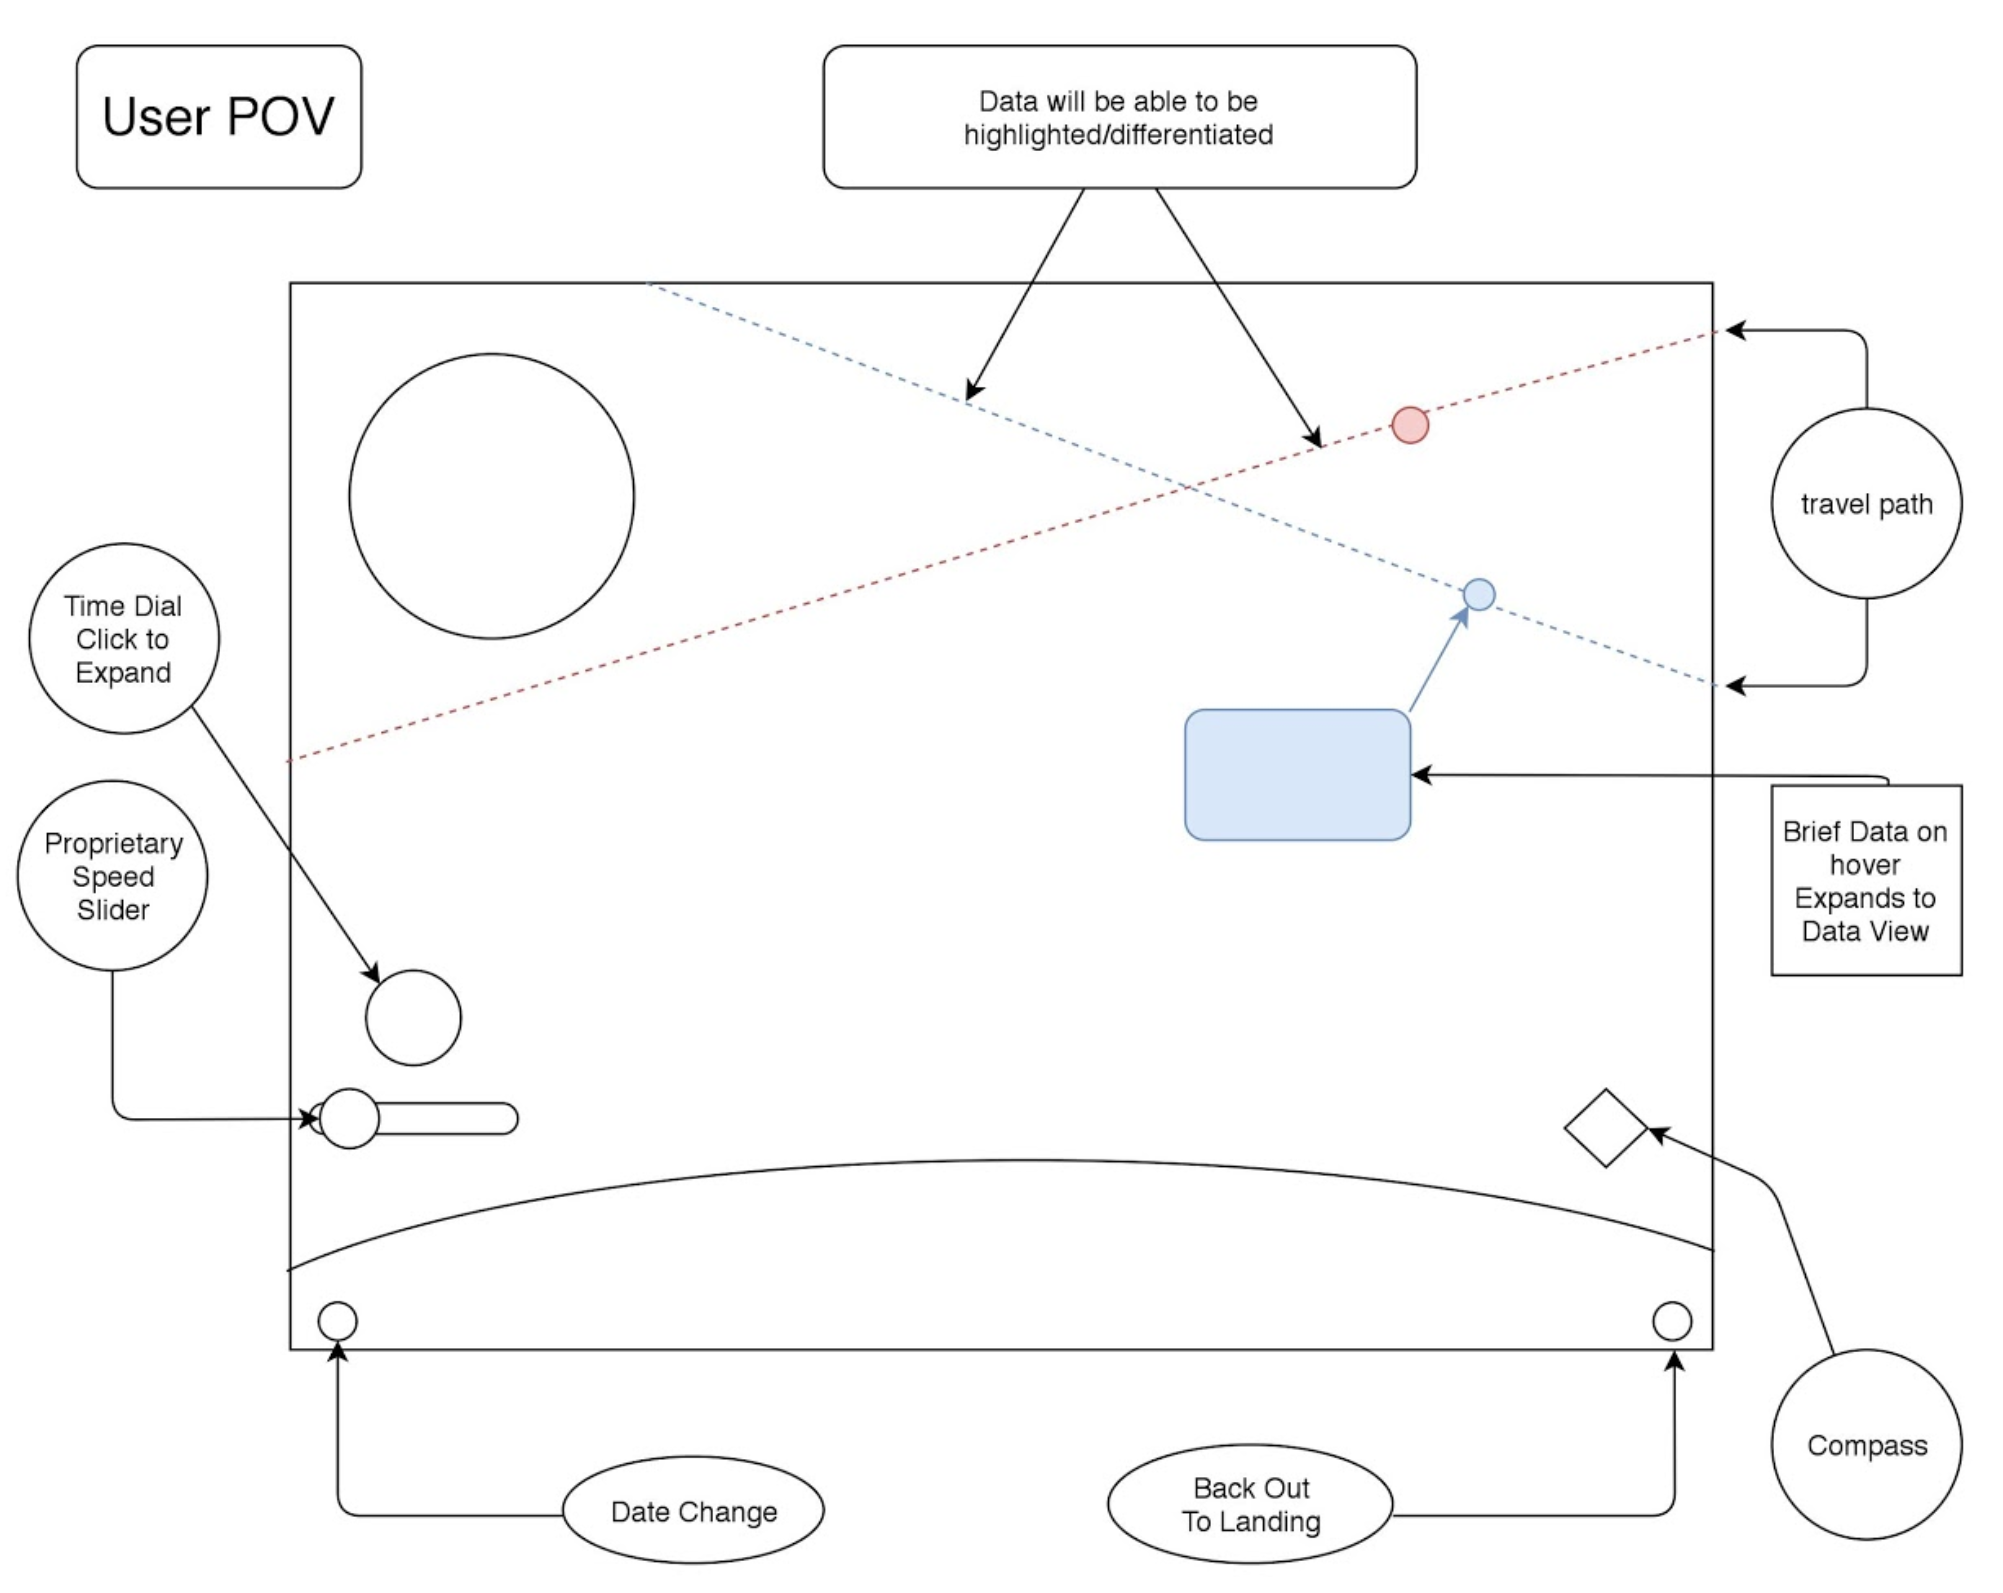 User POV
Data will be able to be
highlighted/differentiated
travel path
Time Dial
Click to
Expand
Proprietary
Speed
Slider
Brief Data on
hover
Expands to
Data View
Compass
Date Change
Back Out
To Landing